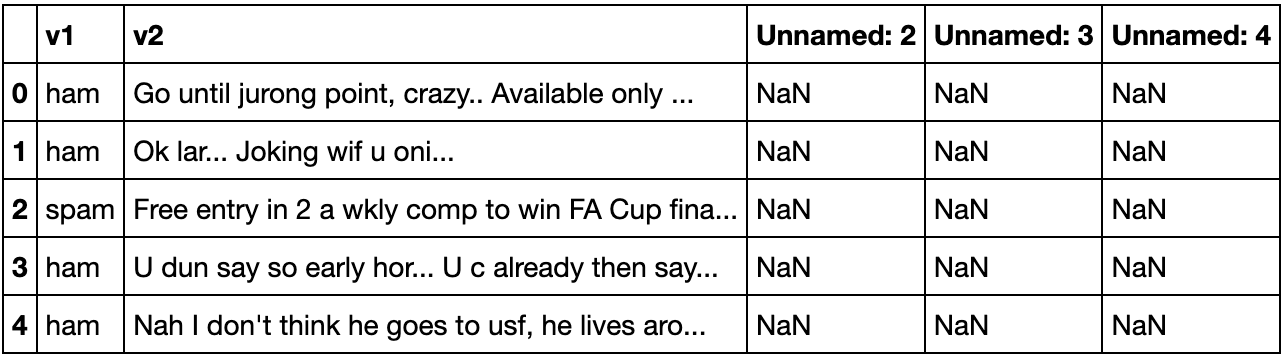 v1 v2 Unnamed: 2 Unnamed: 3 Unnamed: 4
0 ham Go until jurong point, crazy.. Available only ... NaN NaN NaN
1 ham Ok lar... Joking wif u oni... NaN NaN NaN
2 spam Free entry in 2 a wkly comp to win FA Cup fina... NaN NaN NaN
3 ham U dun say so early hor... U c already then say... NaN NaN NaN
4 ham Nah I don't think he goes to usf, he lives aro... NaN NaN NaN